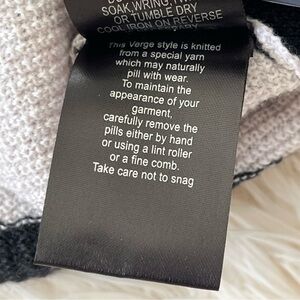 SOAK,WRING,
OR TUMBLE DRY
COOL IRON ON REVERSE
This Verge style is knitted
from a special yarn
which may naturally
pill with wear.
To maintain the
appearance of your
garment,
carefully remove the
pills either by hand
or using a lint roller
or a fine comb.
Take care not to snag